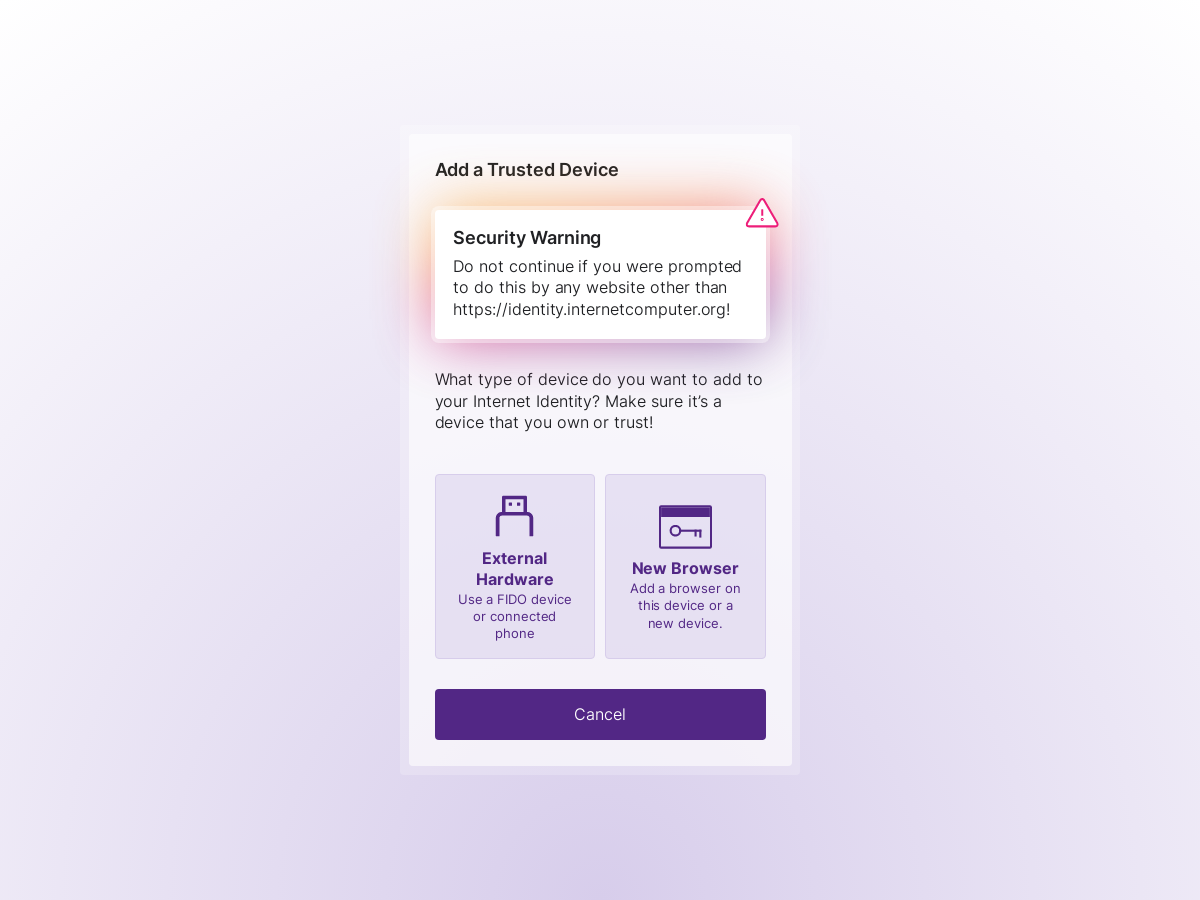 Add a Trusted Device
Security Warning
Do not continue if you were prompted
to do this by any website other than
https://identity.internetcomputer.org!
What type of device do you want to add to
your Internet Identity? Make sure it’s a
device that you own or trust!
External
Hardware
Use a FIDO device
or connected
phone
New Browser
Add a browser on
this device or a
new device.
Cancel